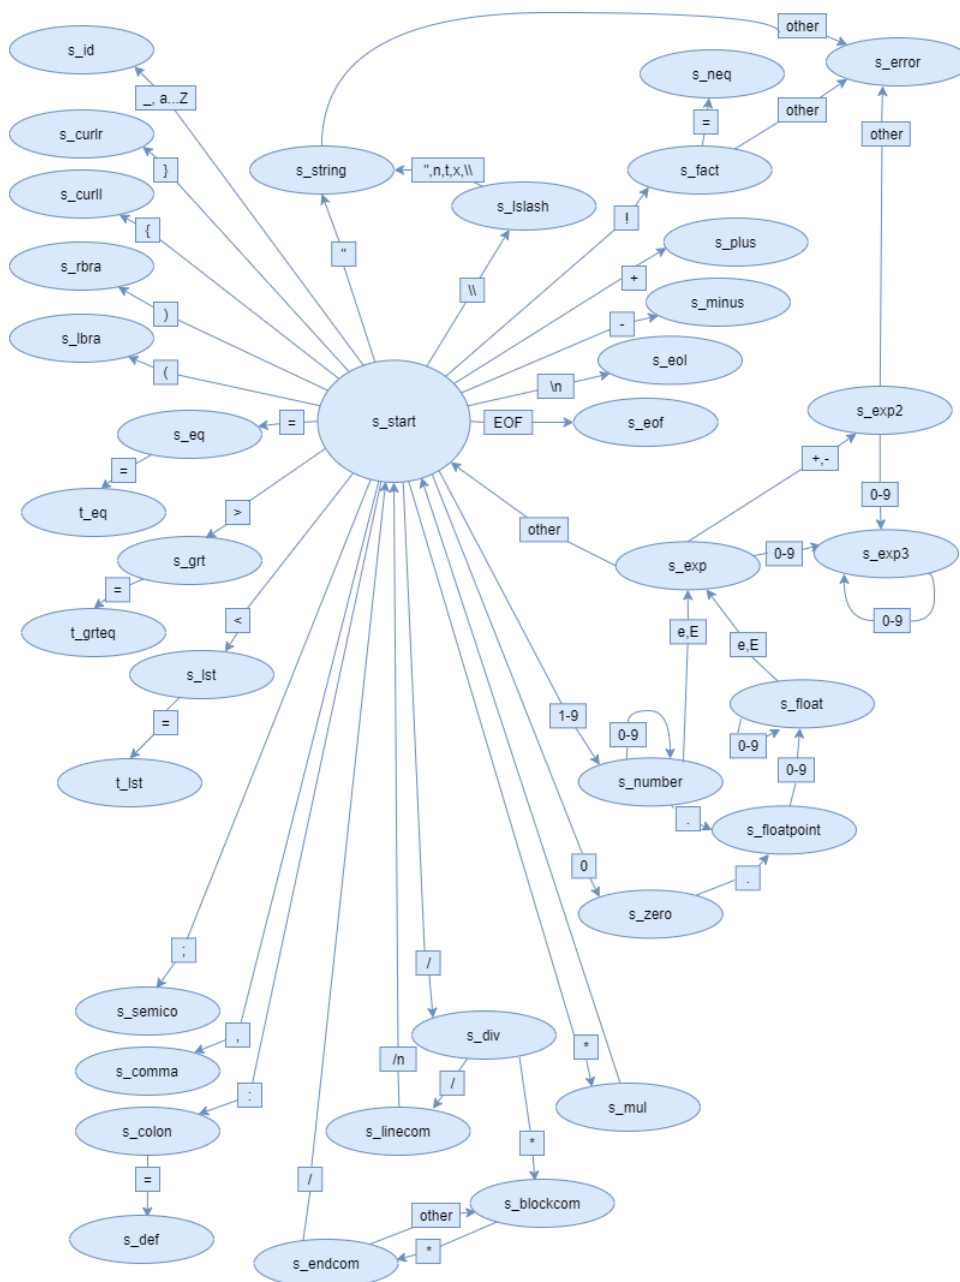 other
s_id
s_error
s_neq
_, a...Z
other
=
other
s_curlr
}
s_string
",n,t,x,\\
s_fact
s_curll
s_lslash
!
{
"
s_plus
s_rbra
+
\\
)
s_minus
-
s_lbra
(
\n
s_eol
s_exp2
s_start
=
EOF
s_eof
s_eq
+,-
=
0-9
t_eq
>
other
s_grt
0-9
s_exp3
s_exp
=
<
0-9
t_grteq
e,E
e,E
s_lst
s_float
1-9
=
0-9
0-9
0-9
t_lst
s_number
.
s_floatpoint
0
.
s_zero
;
/
s_semico
s_div
,
*
/n
s_comma
/
:
s_mul
s_colon
s_linecom
*
=
/
s_blockcom
other
s_def
*
s_endcom